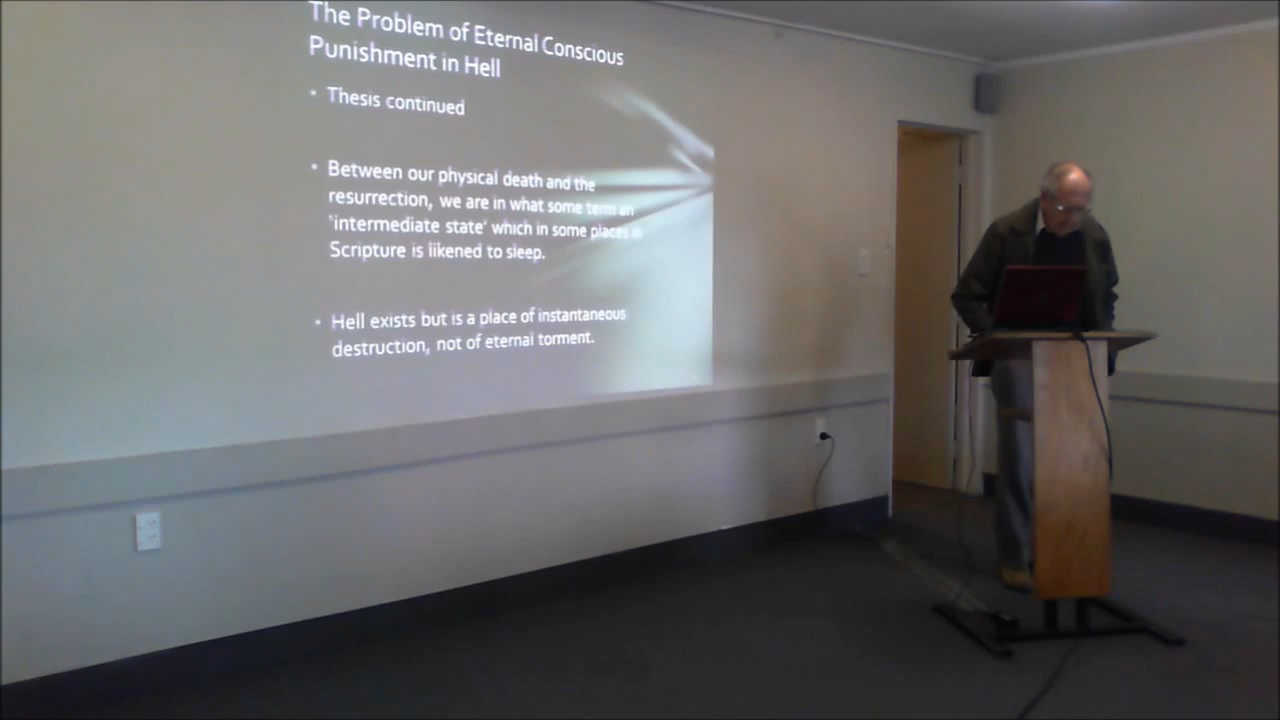 The Problem of Eternal Conscious
Punishment in Hell
• Thesis continued
• Between our physical death and the
resurrection, we are in what some term an
'intermediate state' which in some places in
Scripture is likened to sleep.
• Hell exists but is a place of instantaneous
destruction, not of eternal torment.